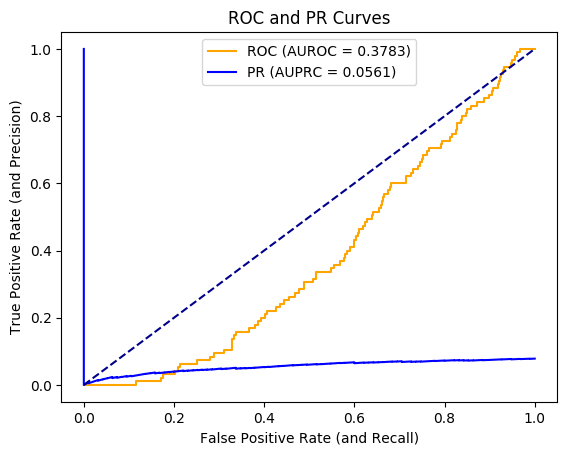 ROC and PR Curves
ROC (AUROC = 0.3783)
PR (AUPRC = 0.0561)
True Positive Rate (and Precision)
1.0
0.8
0.6
0.4
0.2
0.0
0.0 0.2 0.4 0.6 0.8 1.0
False Positive Rate (and Recall)